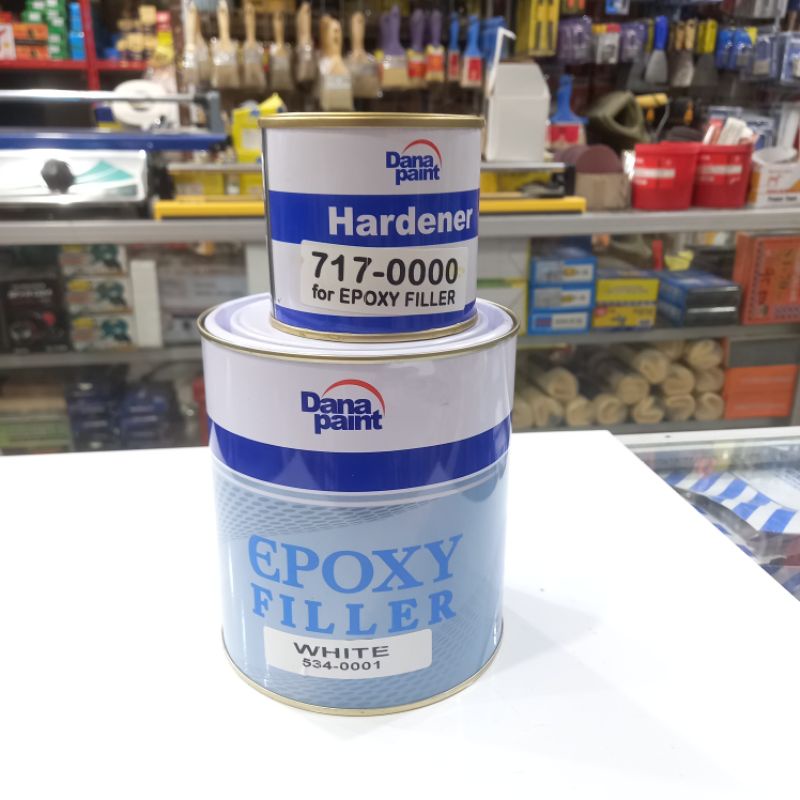 Dana
paint
Hardener
717-0000
for EPOXY FILLER
Dana
paint
EPOXY
FILLER
WHITE
534-0001